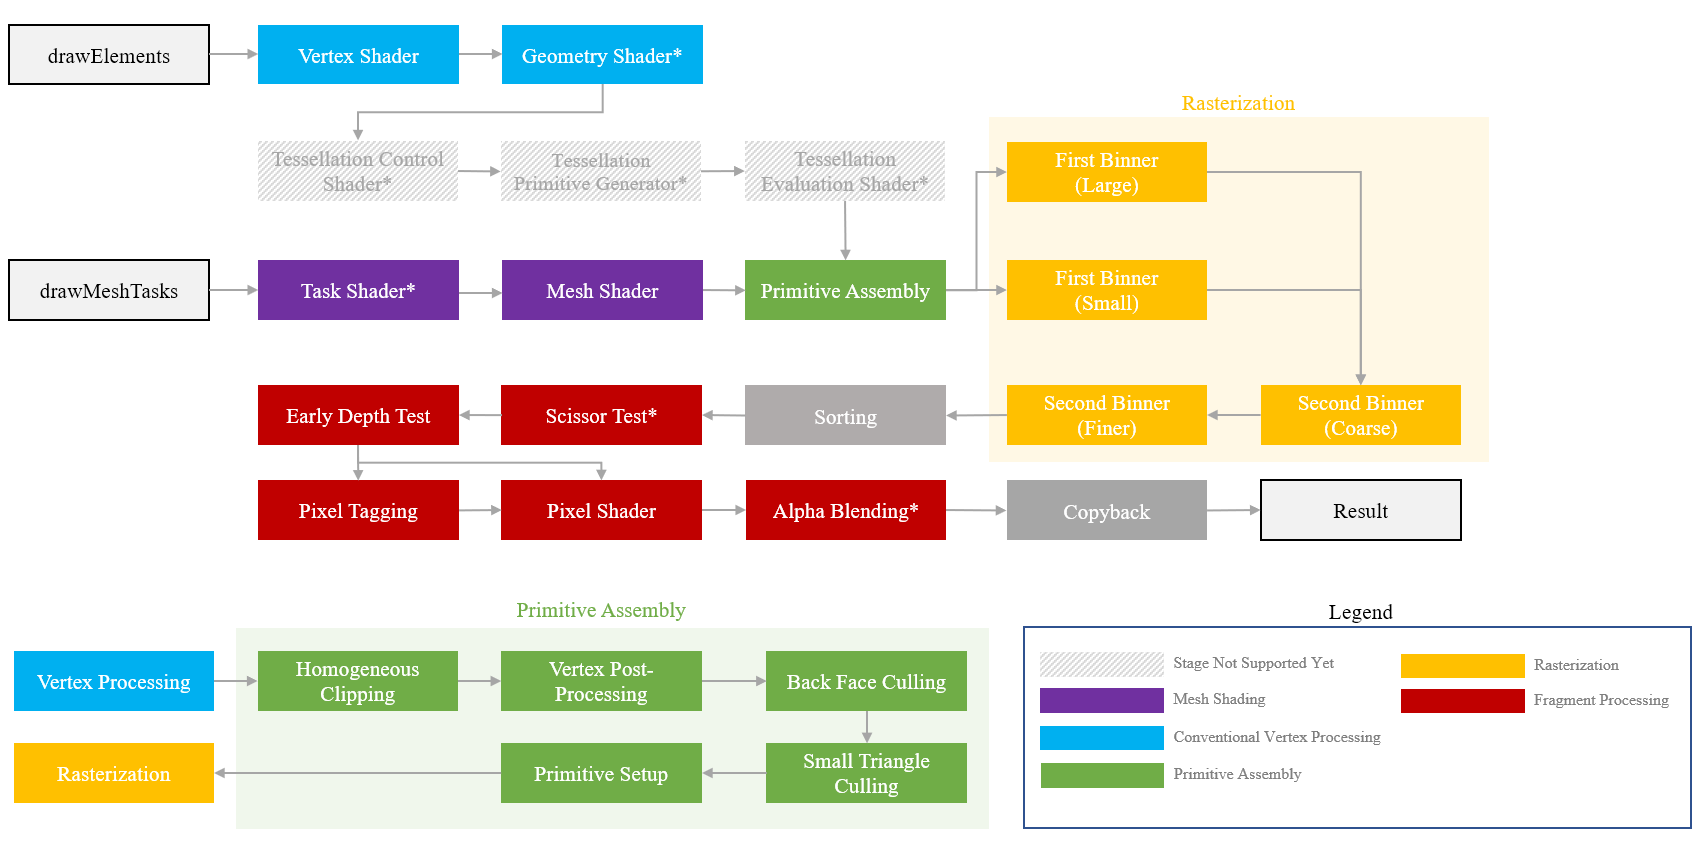 drawElements
Vertex Shader
Geometry Shader*
Rasterization
Tessellation Control
Shader*
Tessellation
Primitive Generator*
Tessellation
Evaluation Shader*
First Binner
(Large)
drawMeshTasks
Task Shader*
Mesh Shader
Primitive Assembly
First Binner
(Small)
Early Depth Test
Scissor Test*
Sorting
Second Binner
(Finer)
Second Binner
(Coarse)
Pixel Tagging
Pixel Shader
Alpha Blending*
Copyback
Result
Primitive Assembly
Vertex Processing
Homogeneous
Clipping
Vertex Post-
Processing
Back Face Culling
Rasterization
Primitive Setup
Small Triangle
Culling
Legend
Stage Not Supported Yet
Rasterization
Mesh Shading
Fragment Processing
Conventional Vertex Processing
Primitive Assembly